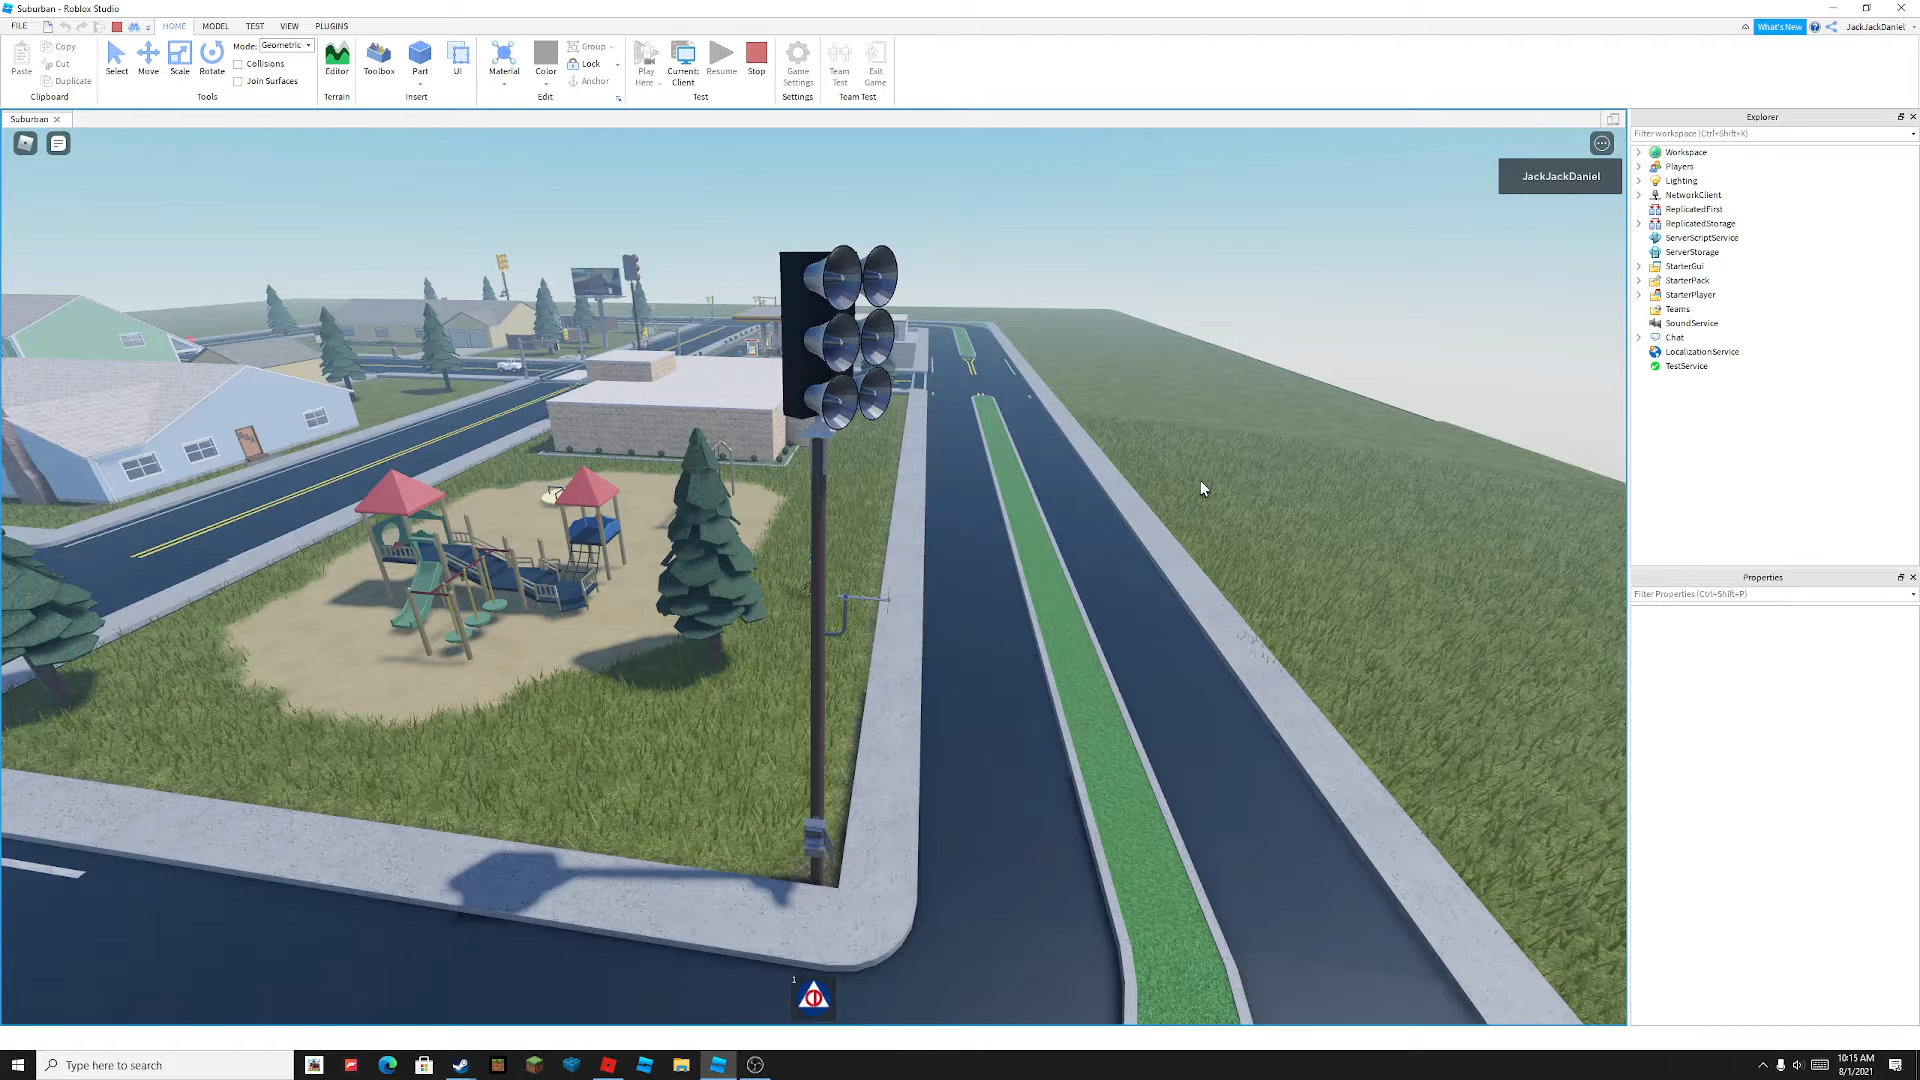 Suburban - Roblox Studio
FILE HOME MODEL TEST VIEW PLUGINS
What's New JackJackDaniel
Paste Copy Cut Duplicate
Clipboard
Select Move Scale Rotate
Mode: Geometric
Collisions
Join Surfaces
Tools
Editor
Terrain
Toolbox Part UI
Insert
Material Color
Group
Lock
Anchor
Edit
Play Here
Current: Client
Resume Stop
Test
Game Settings
Settings
Team Test
Exit Game
Team Test
Suburban
JackJackDaniel
1
Explorer
Filter workspace (Ctrl+Shift+X)
Workspace
Players
Lighting
NetworkClient
ReplicatedFirst
ReplicatedStorage
ServerScriptService
ServerStorage
StarterGui
StarterPack
StarterPlayer
Teams
SoundService
Chat
LocalizationService
TestService
Properties
Filter Properties (Ctrl+Shift+P)
Type here to search
10:15 AM
8/1/2021